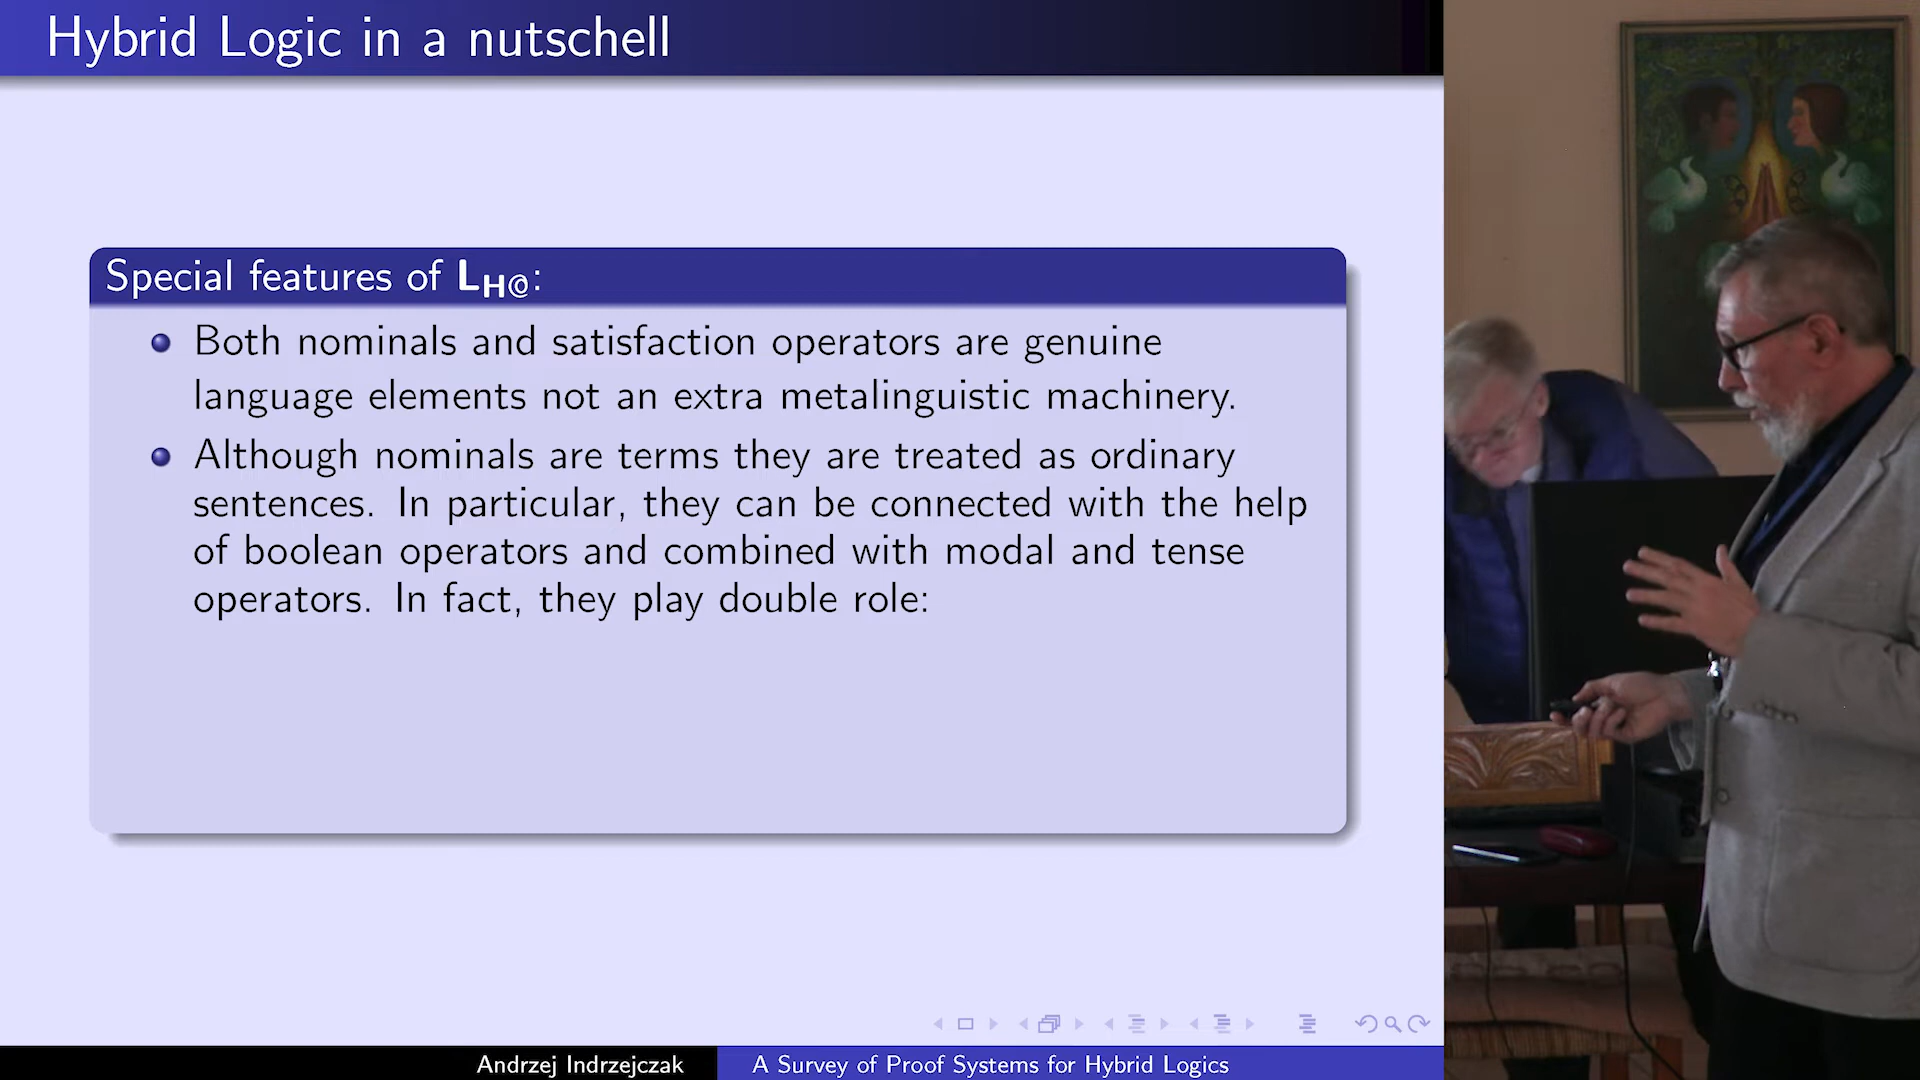 Hybrid Logic in a nutschell
Special features of L_H@:
Both nominals and satisfaction operators are genuine
language elements not an extra metalinguistic machinery.
Although nominals are terms they are treated as ordinary
sentences. In particular, they can be connected with the help
of boolean operators and combined with modal and tense
operators. In fact, they play double role:
Andrzej Indrzejczak
A Survey of Proof Systems for Hybrid Logics